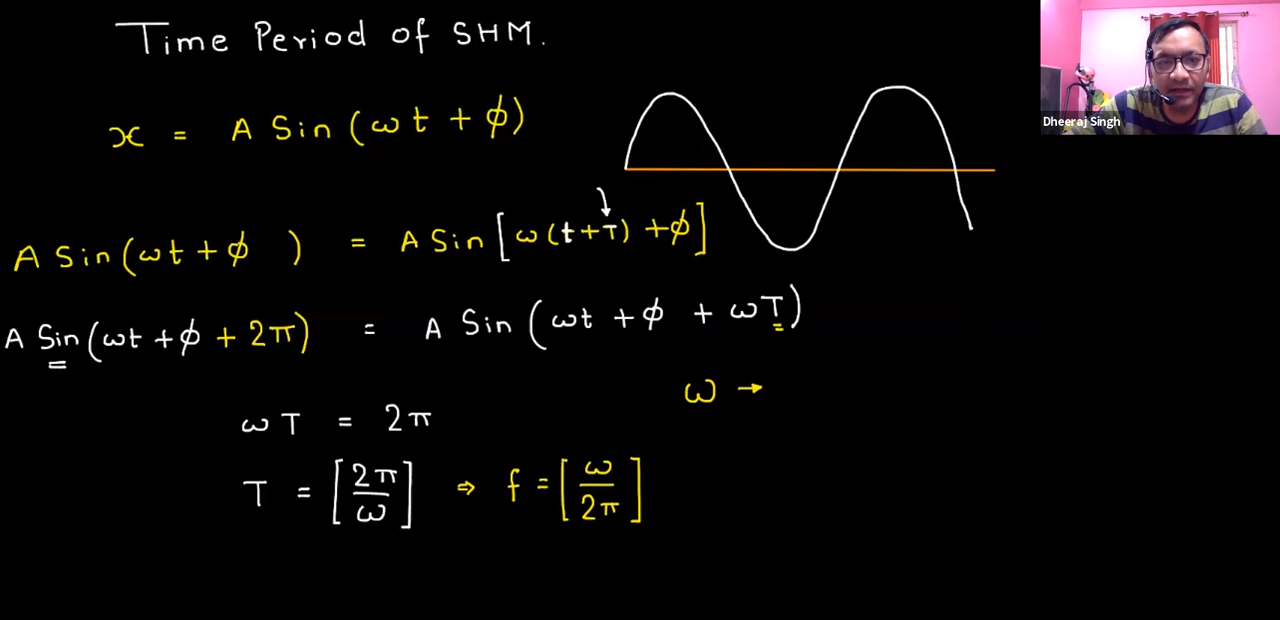 Time Period of SHM.
x = A Sin (ωt + φ)
A Sin (ωt + φ ) = A Sin [ω (t+T) + φ]
A Sin (ωt + φ + 2π) = A Sin (ωt + φ + ωT)
ω →
ωT = 2π
T = [2π/ω] ⇒ f = [ω/2π]
Dheeraj Singh